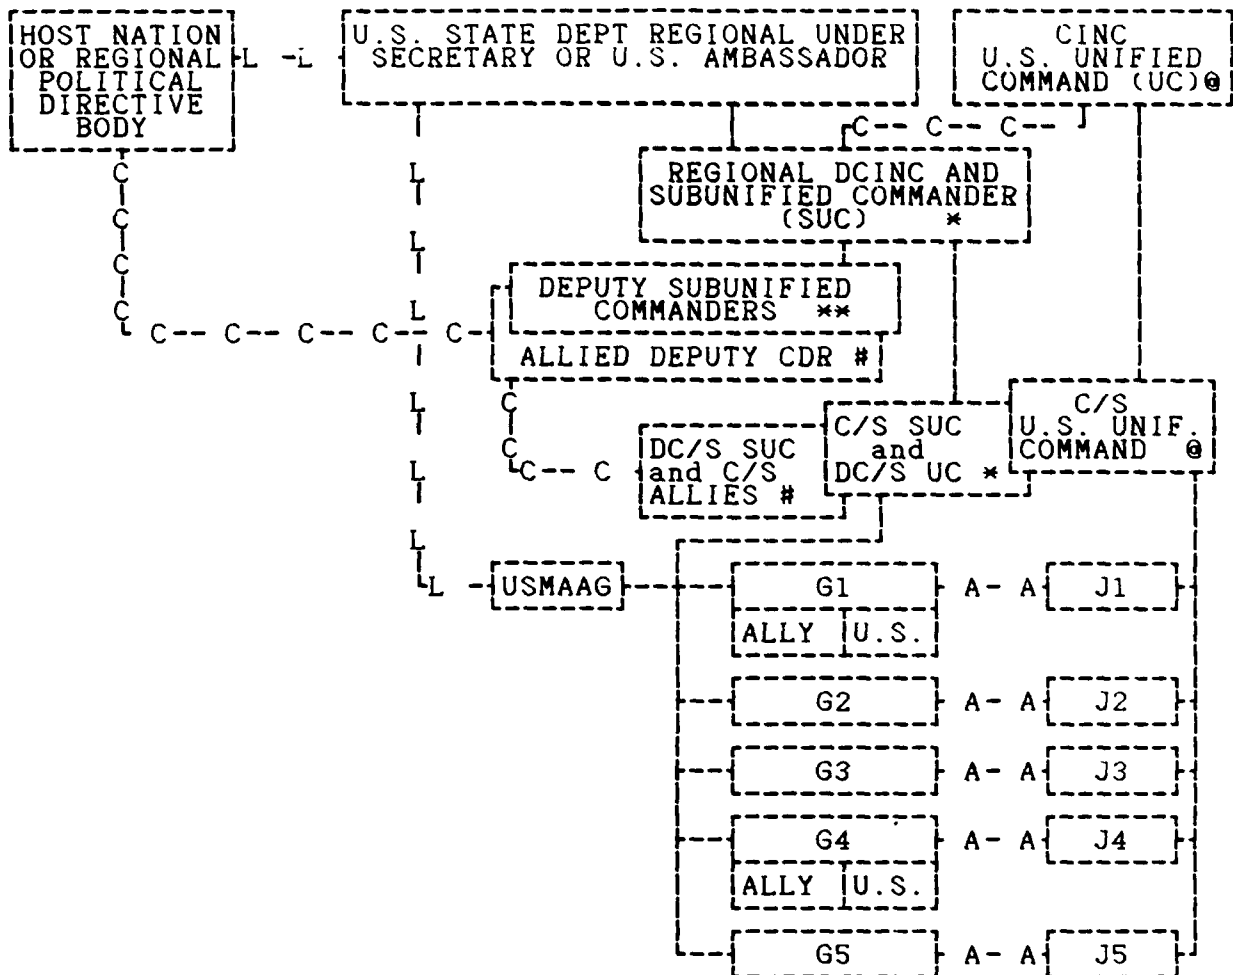 HOST NATION
OR REGIONAL
POLITICAL
DIRECTIVE
BODY
L - L
U.S. STATE DEPT REGIONAL UNDER
SECRETARY OR U.S. AMBASSADOR
CINC
U.S. UNIFIED
COMMAND (UC)@
C-- C-- C--
REGIONAL DCINC AND
SUBUNIFIED COMMANDER
(SUC) *
C
C
C
C
L
L
L
DEPUTY SUBUNIFIED
COMMANDERS **
C-- C-- C-- C-- C-
ALLIED DEPUTY CDR #
L
L
L
C
C
C-- C
DC/S SUC
and C/S
ALLIES #
C/S SUC
and
DC/S UC *
C/S
U.S. UNIF.
COMMAND @
L -
USMAAG
G1 A- A J1
ALLY U.S.
G2 A- A J2
G3 A- A J3
G4 A- A J4
ALLY U.S.
G5 A- A J5